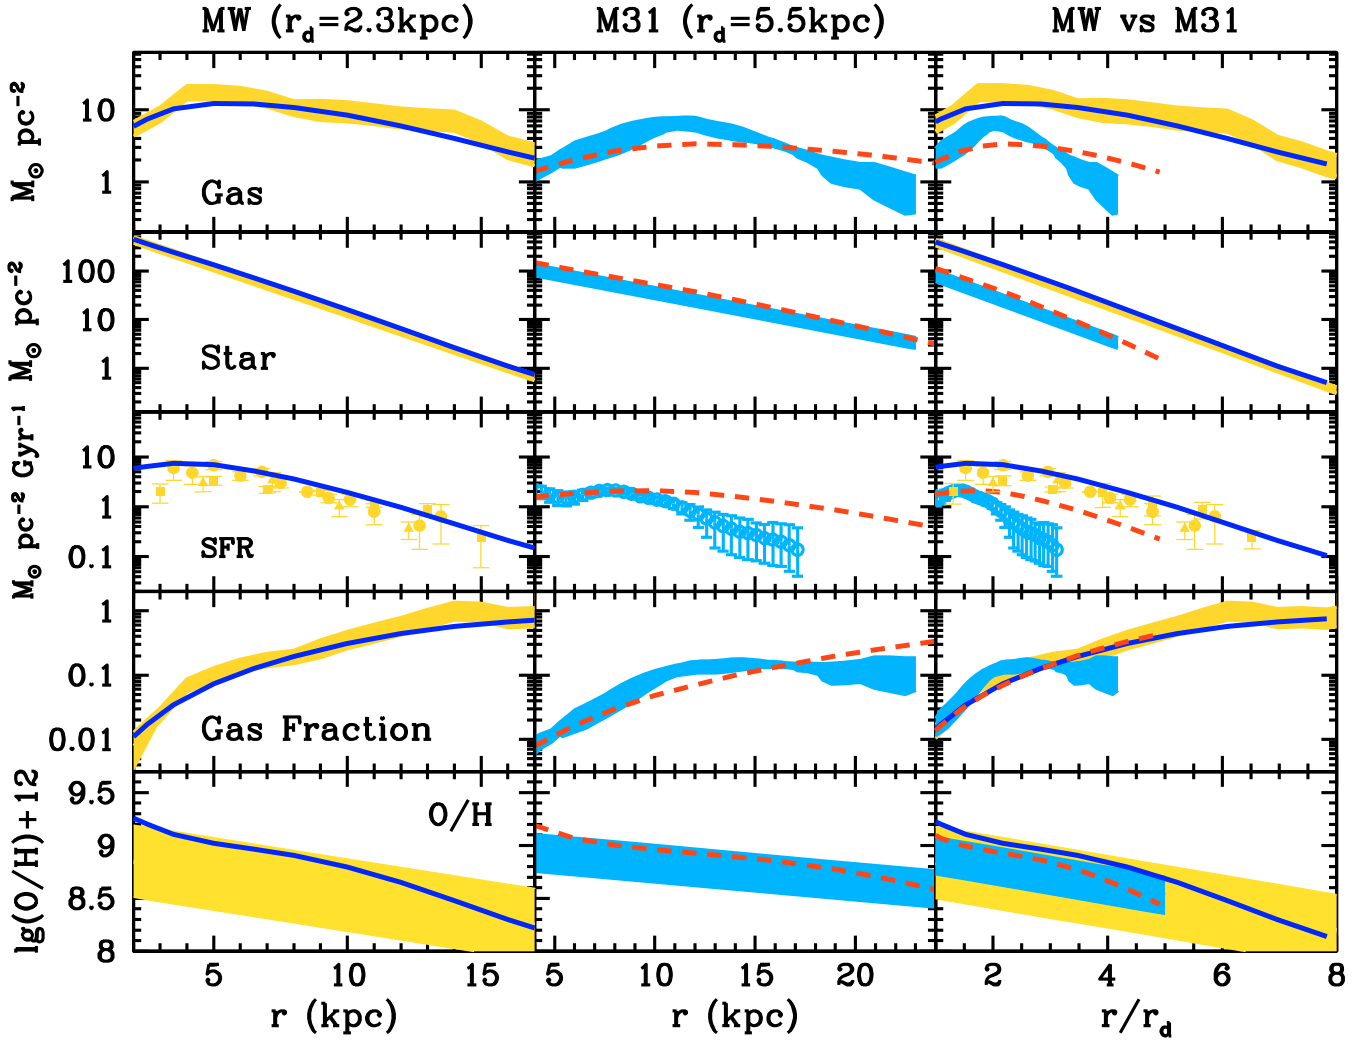 MW (r_d=2.3kpc) M31 (r_d=5.5kpc) MW vs M31
M⊙ pc⁻²
10
1
Gas
M⊙ pc⁻²
100
10
1
Star
M⊙ pc⁻² Gyr⁻¹
10
1
0.1
SFR
1
0.1
0.01
Gas Fraction
lg(O/H)+12
9.5
9
8.5
8
O/H
5 10 15 5 10 15 20 2 4 6 8
r (kpc) r (kpc) r/r_d